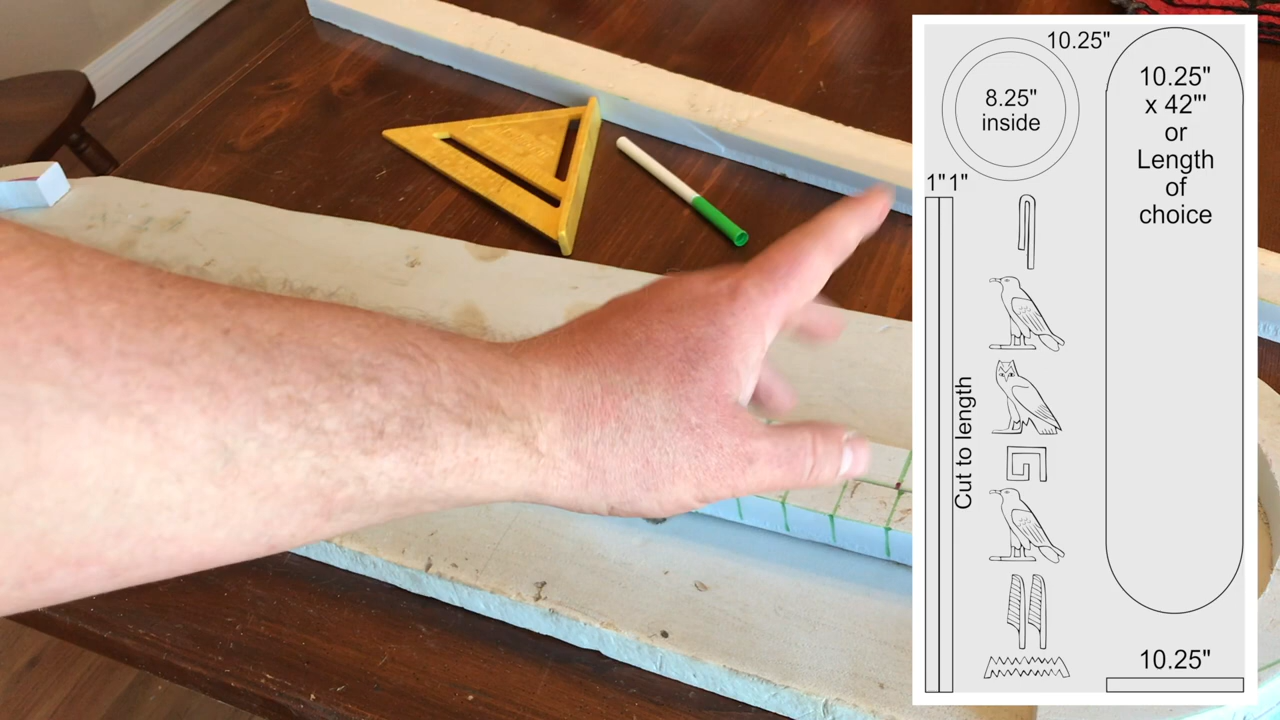 10.25"
8.25"
inside
1" 1"
Cut to length
10.25"
x 42"'
or
Length
of
choice
10.25"